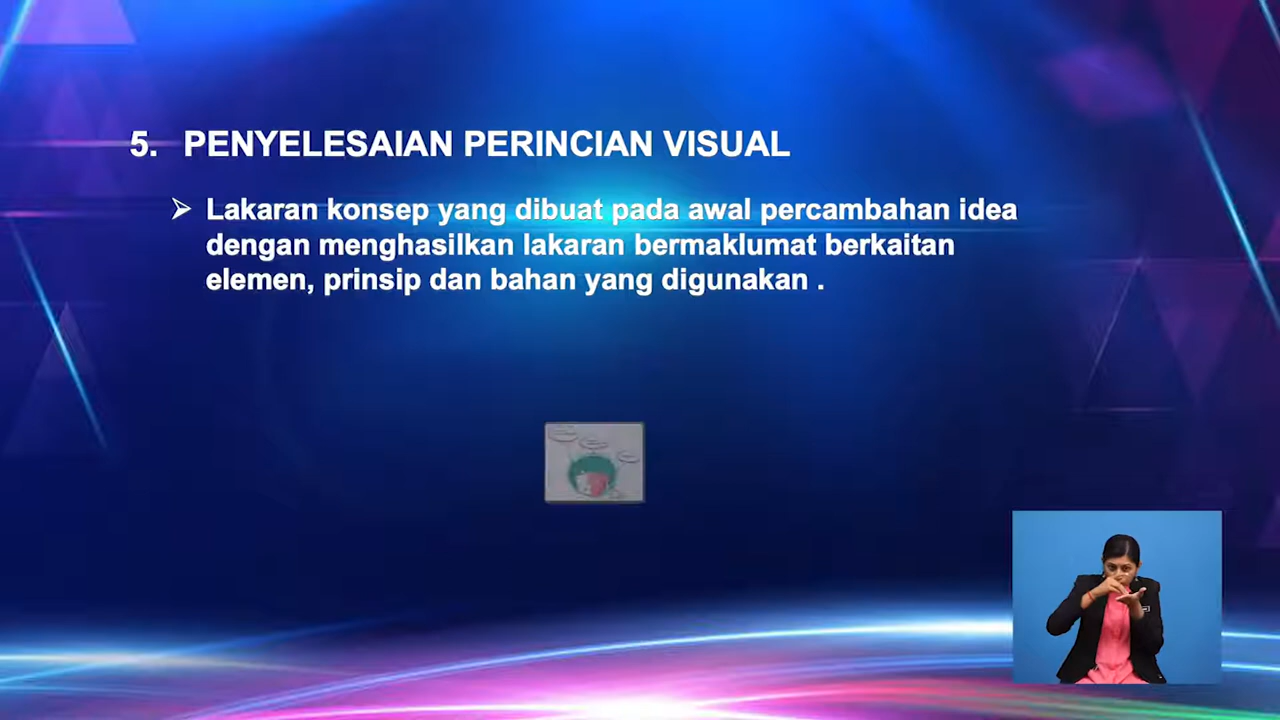 5. PENYELESAIAN PERINCIAN VISUAL
➢ Lakaran konsep yang dibuat pada awal percambahan idea
dengan menghasilkan lakaran bermaklumat berkaitan
elemen, prinsip dan bahan yang digunakan .